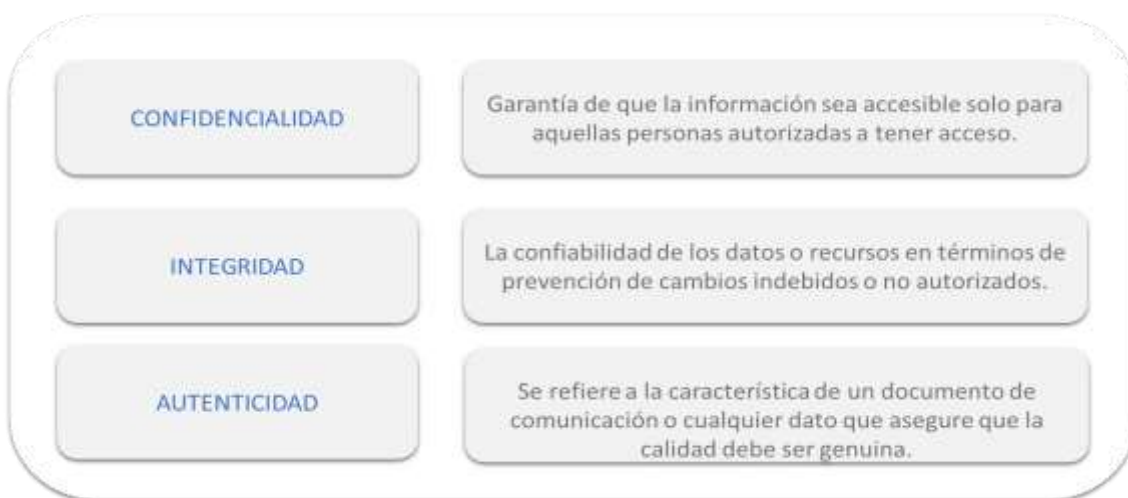 CONFIDENCIALIDAD
Garantía de que la información sea accesible solo para
aquellas personas autorizadas a tener acceso.
INTEGRIDAD
La confiabilidad de los datos o recursos en términos de
prevención de cambios indebidos o no autorizados.
AUTENTICIDAD
Se refiere a la característica de un documento de
comunicación o cualquier dato que asegure que la
calidad debe ser genuina.